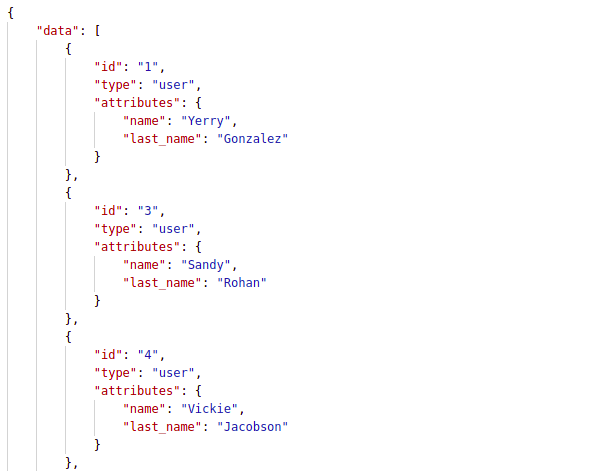 {
    "data": [
        {
            "id": "1",
            "type": "user",
            "attributes": {
                "name": "Yerry",
                "last_name": "Gonzalez"
            }
        },
        {
            "id": "3",
            "type": "user",
            "attributes": {
                "name": "Sandy",
                "last_name": "Rohan"
            }
        },
        {
            "id": "4",
            "type": "user",
            "attributes": {
                "name": "Vickie",
                "last_name": "Jacobson"
            }
        },